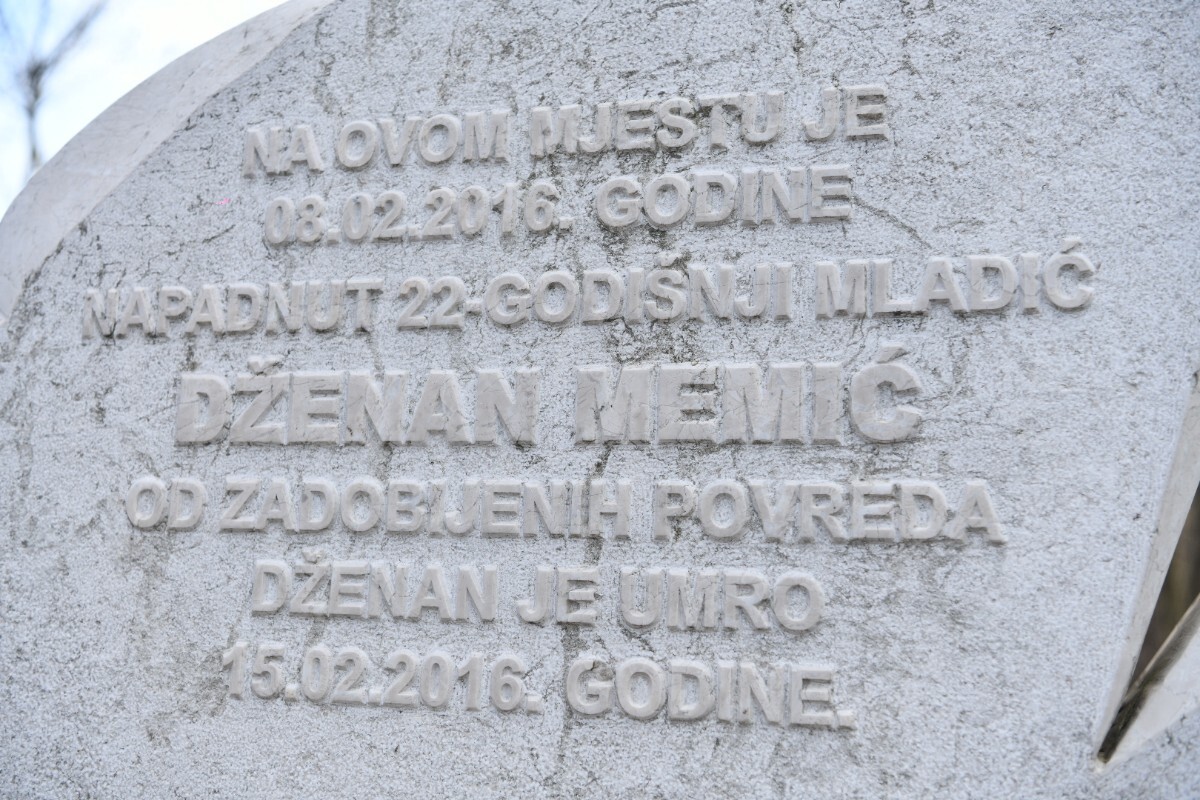 NA OVOM MJESTU JE
08.02.2016. GODINE
NAPADNUT 22-GODIŠNJI MLADIĆ
DŽENAN MEMIĆ
OD ZADOBIJENIH POVREDA
DŽENAN JE UMRO
15.02.2016. GODINE.